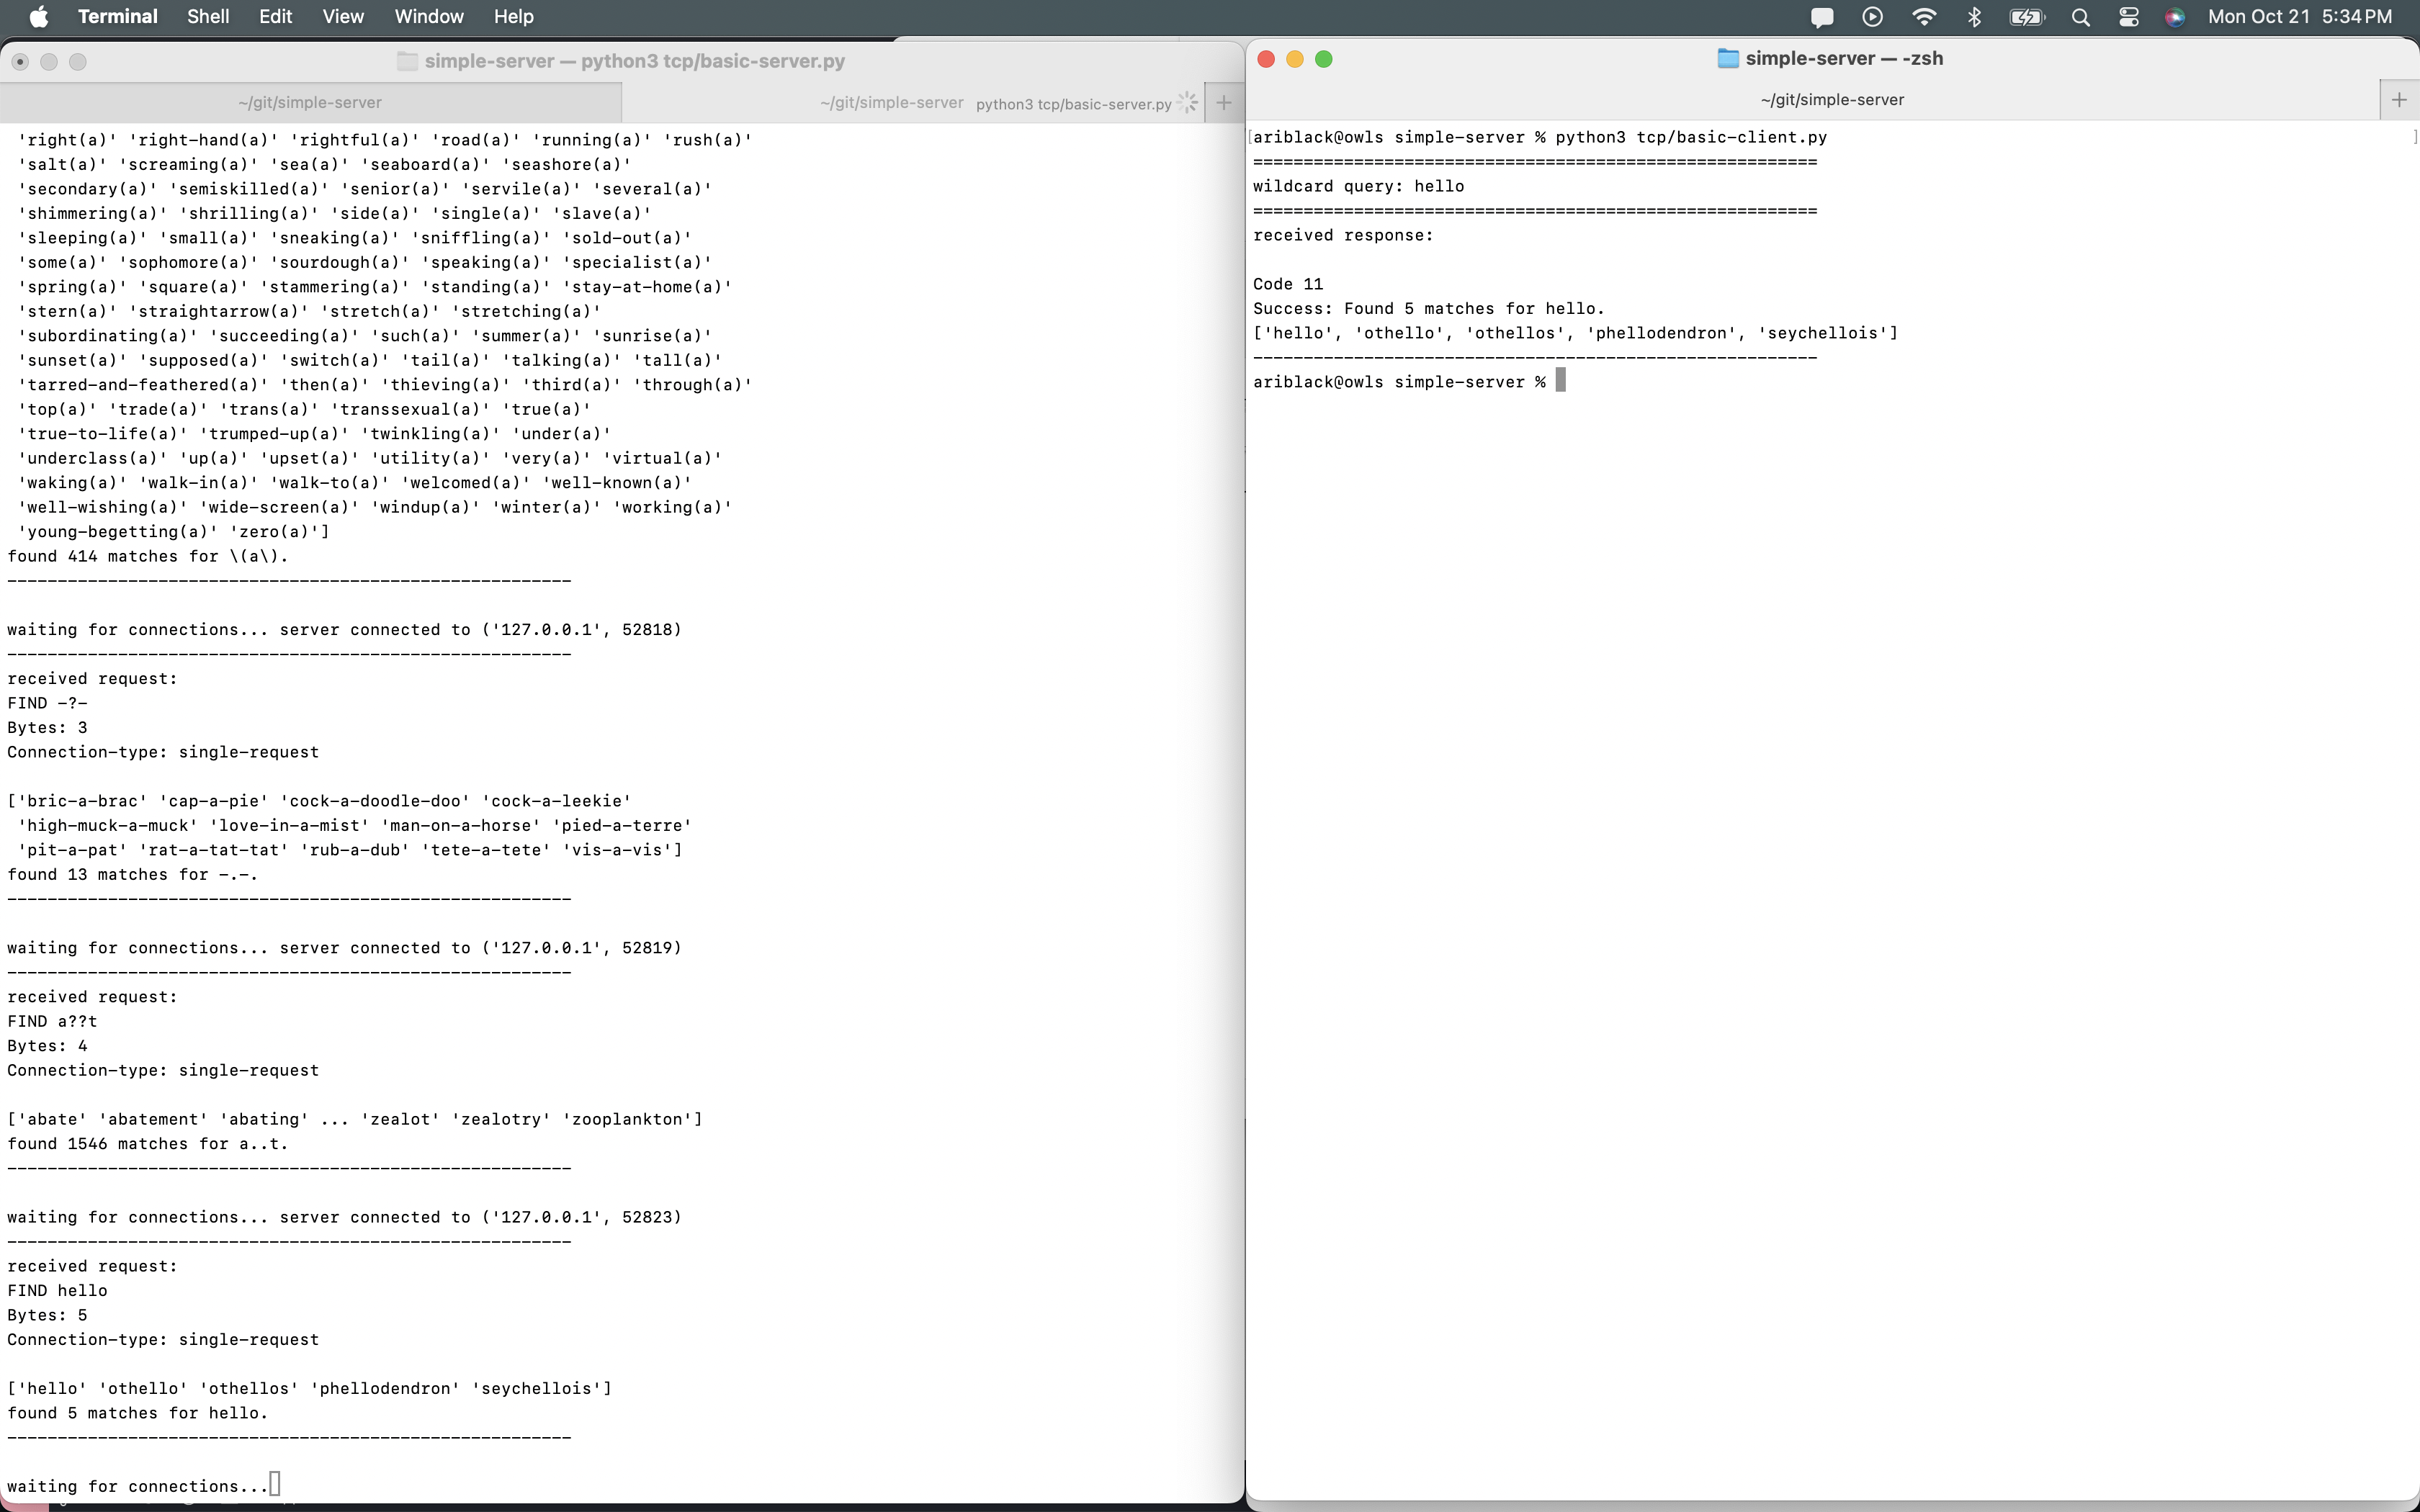 Terminal Shell Edit View Window Help Mon Oct 21 5:34 PM
simple-server — python3 tcp/basic-server.py
~/git/simple-server ~/git/simple-server python3 tcp/basic-server.py +
'right(a)' 'right-hand(a)' 'rightful(a)' 'road(a)' 'running(a)' 'rush(a)'
'salt(a)' 'screaming(a)' 'sea(a)' 'seaboard(a)' 'seashore(a)'
'secondary(a)' 'semiskilled(a)' 'senior(a)' 'servile(a)' 'several(a)'
'shimmering(a)' 'shrilling(a)' 'side(a)' 'single(a)' 'slave(a)'
'sleeping(a)' 'small(a)' 'sneaking(a)' 'sniffling(a)' 'sold-out(a)'
'some(a)' 'sophomore(a)' 'sourdough(a)' 'speaking(a)' 'specialist(a)'
'spring(a)' 'square(a)' 'stammering(a)' 'standing(a)' 'stay-at-home(a)'
'stern(a)' 'straightarrow(a)' 'stretch(a)' 'stretching(a)'
'subordinating(a)' 'succeeding(a)' 'such(a)' 'summer(a)' 'sunrise(a)'
'sunset(a)' 'supposed(a)' 'switch(a)' 'tail(a)' 'talking(a)' 'tall(a)'
'tarred-and-feathered(a)' 'then(a)' 'thieving(a)' 'third(a)' 'through(a)'
'top(a)' 'trade(a)' 'trans(a)' 'transsexual(a)' 'true(a)'
'true-to-life(a)' 'trumped-up(a)' 'twinkling(a)' 'under(a)'
'underclass(a)' 'up(a)' 'upset(a)' 'utility(a)' 'very(a)' 'virtual(a)'
'waking(a)' 'walk-in(a)' 'walk-to(a)' 'welcomed(a)' 'well-known(a)'
'well-wishing(a)' 'wide-screen(a)' 'windup(a)' 'winter(a)' 'working(a)'
'young-begetting(a)' 'zero(a)']
found 414 matches for \(a\).
--------------------------------------------------------
waiting for connections... server connected to ('127.0.0.1', 52818)
--------------------------------------------------------
received request:
FIND -?-
Bytes: 3
Connection-type: single-request
['bric-a-brac' 'cap-a-pie' 'cock-a-doodle-doo' 'cock-a-leekie'
'high-muck-a-muck' 'love-in-a-mist' 'man-on-a-horse' 'pied-a-terre'
'pit-a-pat' 'rat-a-tat-tat' 'rub-a-dub' 'tete-a-tete' 'vis-a-vis']
found 13 matches for -.-.
--------------------------------------------------------
waiting for connections... server connected to ('127.0.0.1', 52819)
--------------------------------------------------------
received request:
FIND a??t
Bytes: 4
Connection-type: single-request
['abate' 'abatement' 'abating' ... 'zealot' 'zealotry' 'zooplankton']
found 1546 matches for a..t.
--------------------------------------------------------
waiting for connections... server connected to ('127.0.0.1', 52823)
--------------------------------------------------------
received request:
FIND hello
Bytes: 5
Connection-type: single-request
['hello' 'othello' 'othellos' 'phellodendron' 'seychellois']
found 5 matches for hello.
--------------------------------------------------------
waiting for connections...
simple-server — -zsh
~/git/simple-server +
[ariblack@owls simple-server % python3 tcp/basic-client.py ]
========================================================
wildcard query: hello
========================================================
received response:
Code 11
Success: Found 5 matches for hello.
['hello', 'othello', 'othellos', 'phellodendron', 'seychellois']
--------------------------------------------------------
ariblack@owls simple-server %